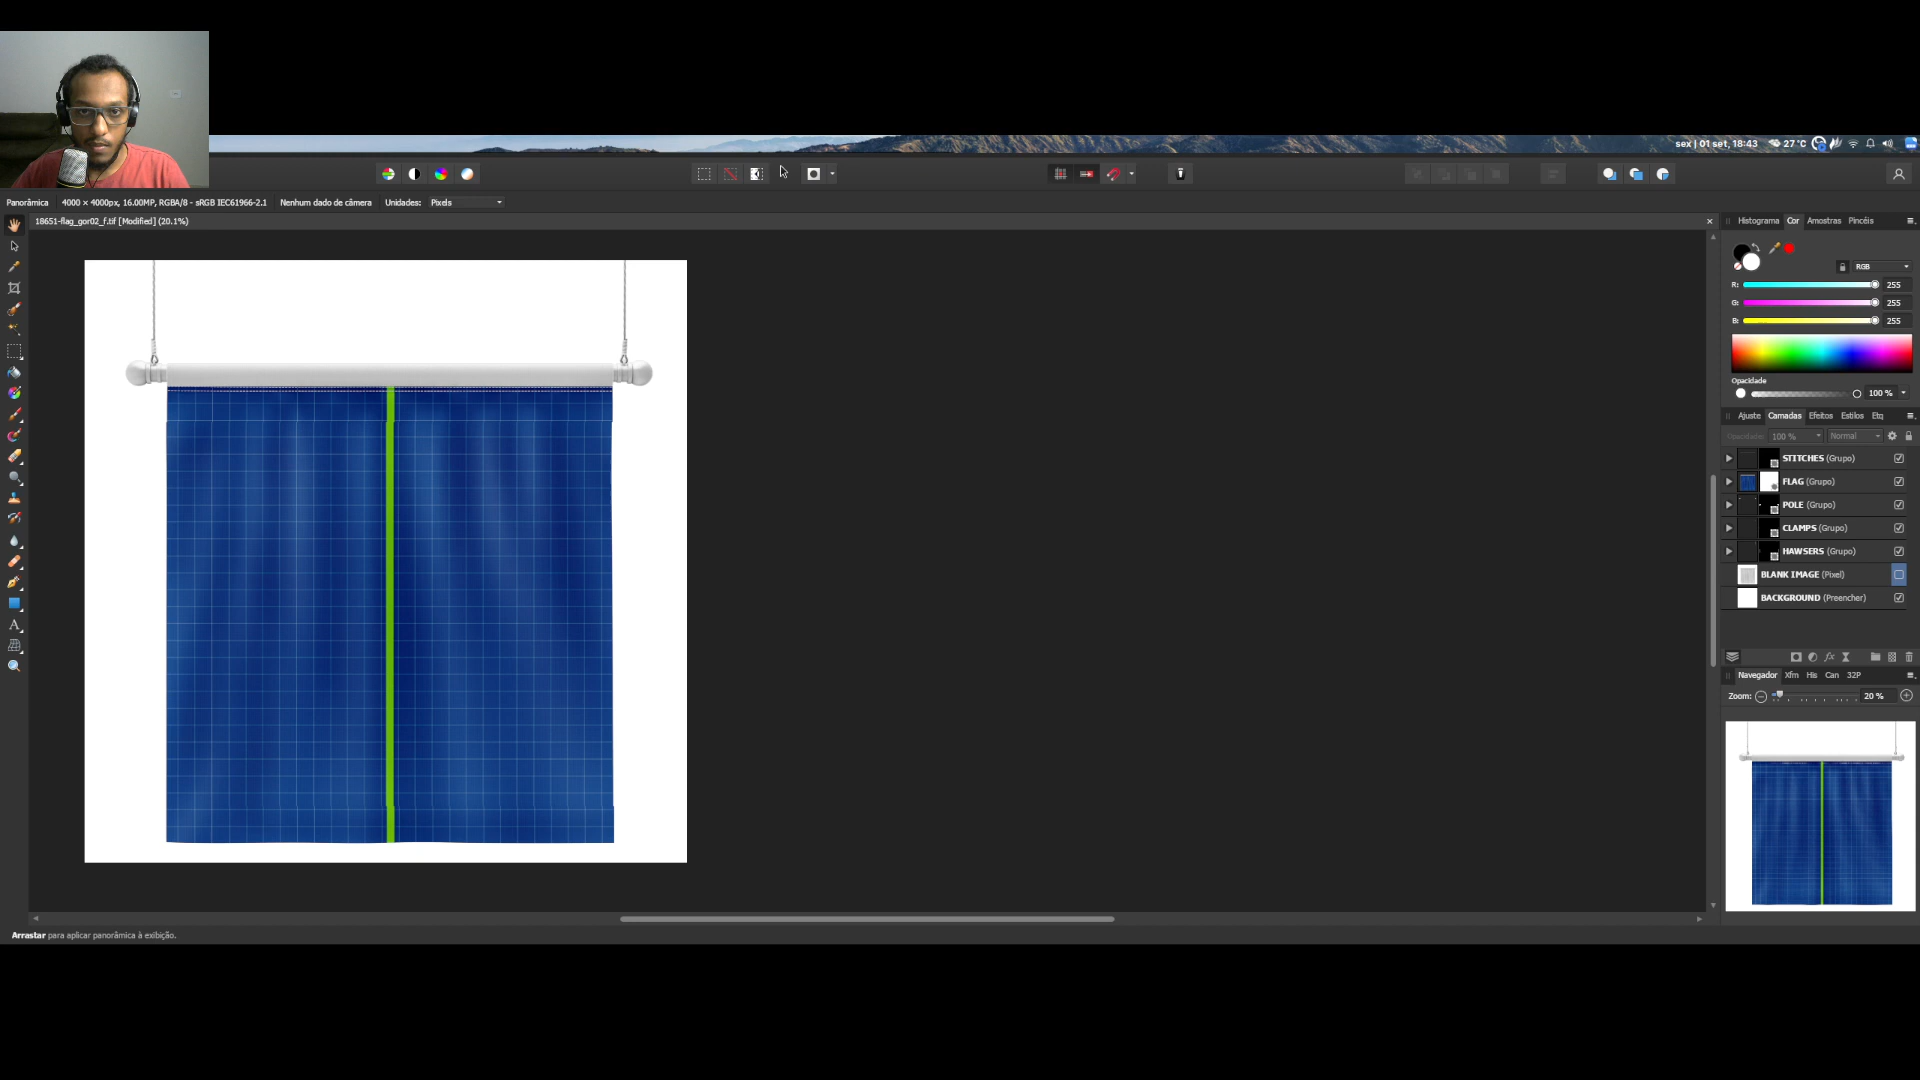 sex | 01 set, 18:43 27°C
Panorâmica 4000 × 4000px, 16.00MP, RGBA/8 - sRGB IEC61966-2.1 Nenhum dado de câmera Unidades: Pixels
18651-flag_gor02_f.tif [Modified] (20.1%)
Histograma Cor Amostras Pincéis
RGB
R: 255
G: 255
B: 255
Opacidade
100 %
Ajuste Camadas Efeitos Estilos Etq
Opacidade: 100 % Normal
STITCHES (Grupo)
FLAG (Grupo)
POLE (Grupo)
CLAMPS (Grupo)
HAWSERS (Grupo)
BLANK IMAGE (Pixel)
BACKGROUND (Preencher)
Navegador Xfm His Can 32P
Zoom: 20 %
Arrastar para aplicar panorâmica à exibição.